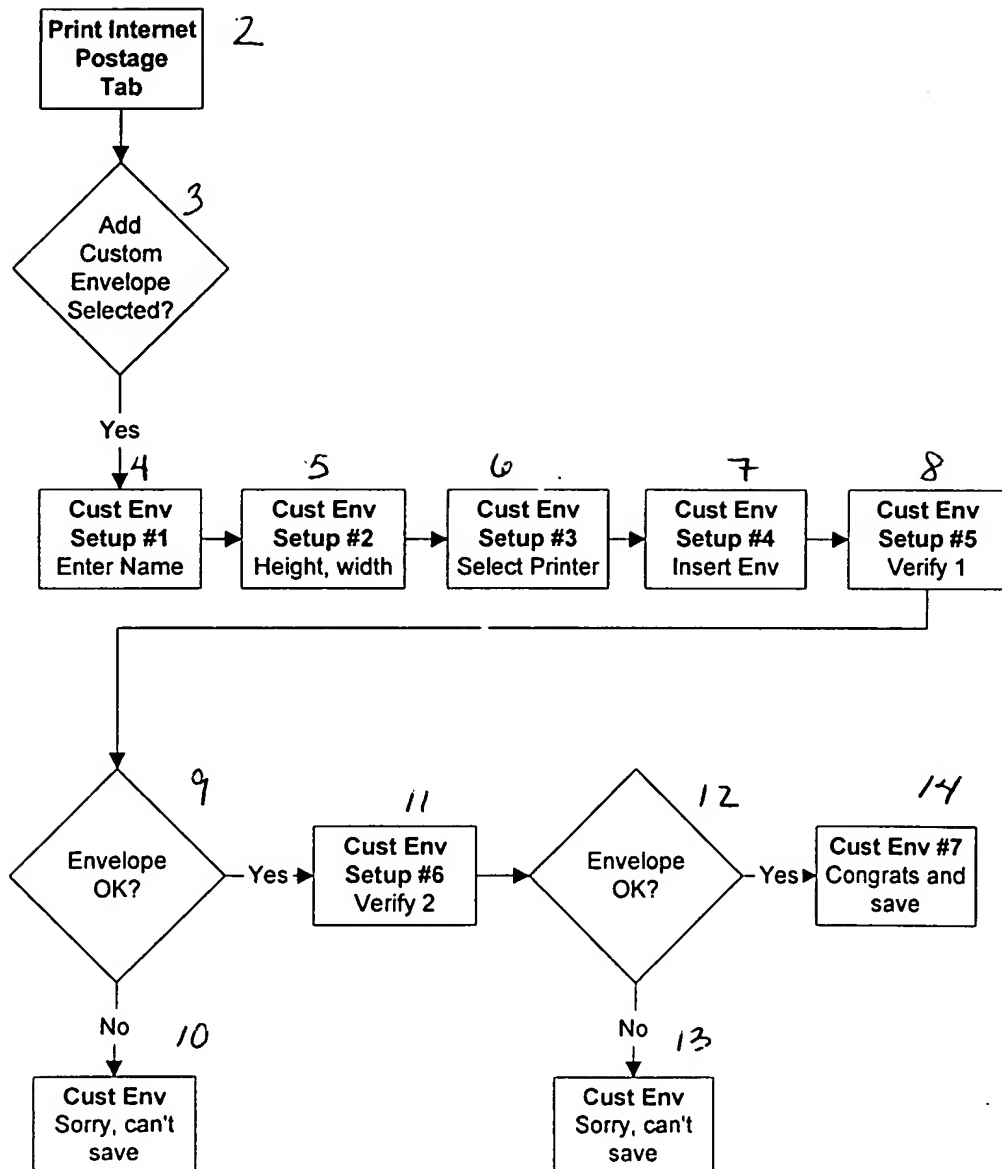 Print Internet
Postage
Tab
2
3
Add
Custom
Envelope
Selected?
Yes
4
Cust Env
Setup #1
Enter Name
5
Cust Env
Setup #2
Height, width
6
Cust Env
Setup #3
Select Printer
7
Cust Env
Setup #4
Insert Env
8
Cust Env
Setup #5
Verify 1
9
Envelope
OK?
Yes
11
Cust Env
Setup #6
Verify 2
12
Envelope
OK?
Yes
14
Cust Env #7
Congrats and
save
No
10
Cust Env
Sorry, can't
save
No
13
Cust Env
Sorry, can't
save